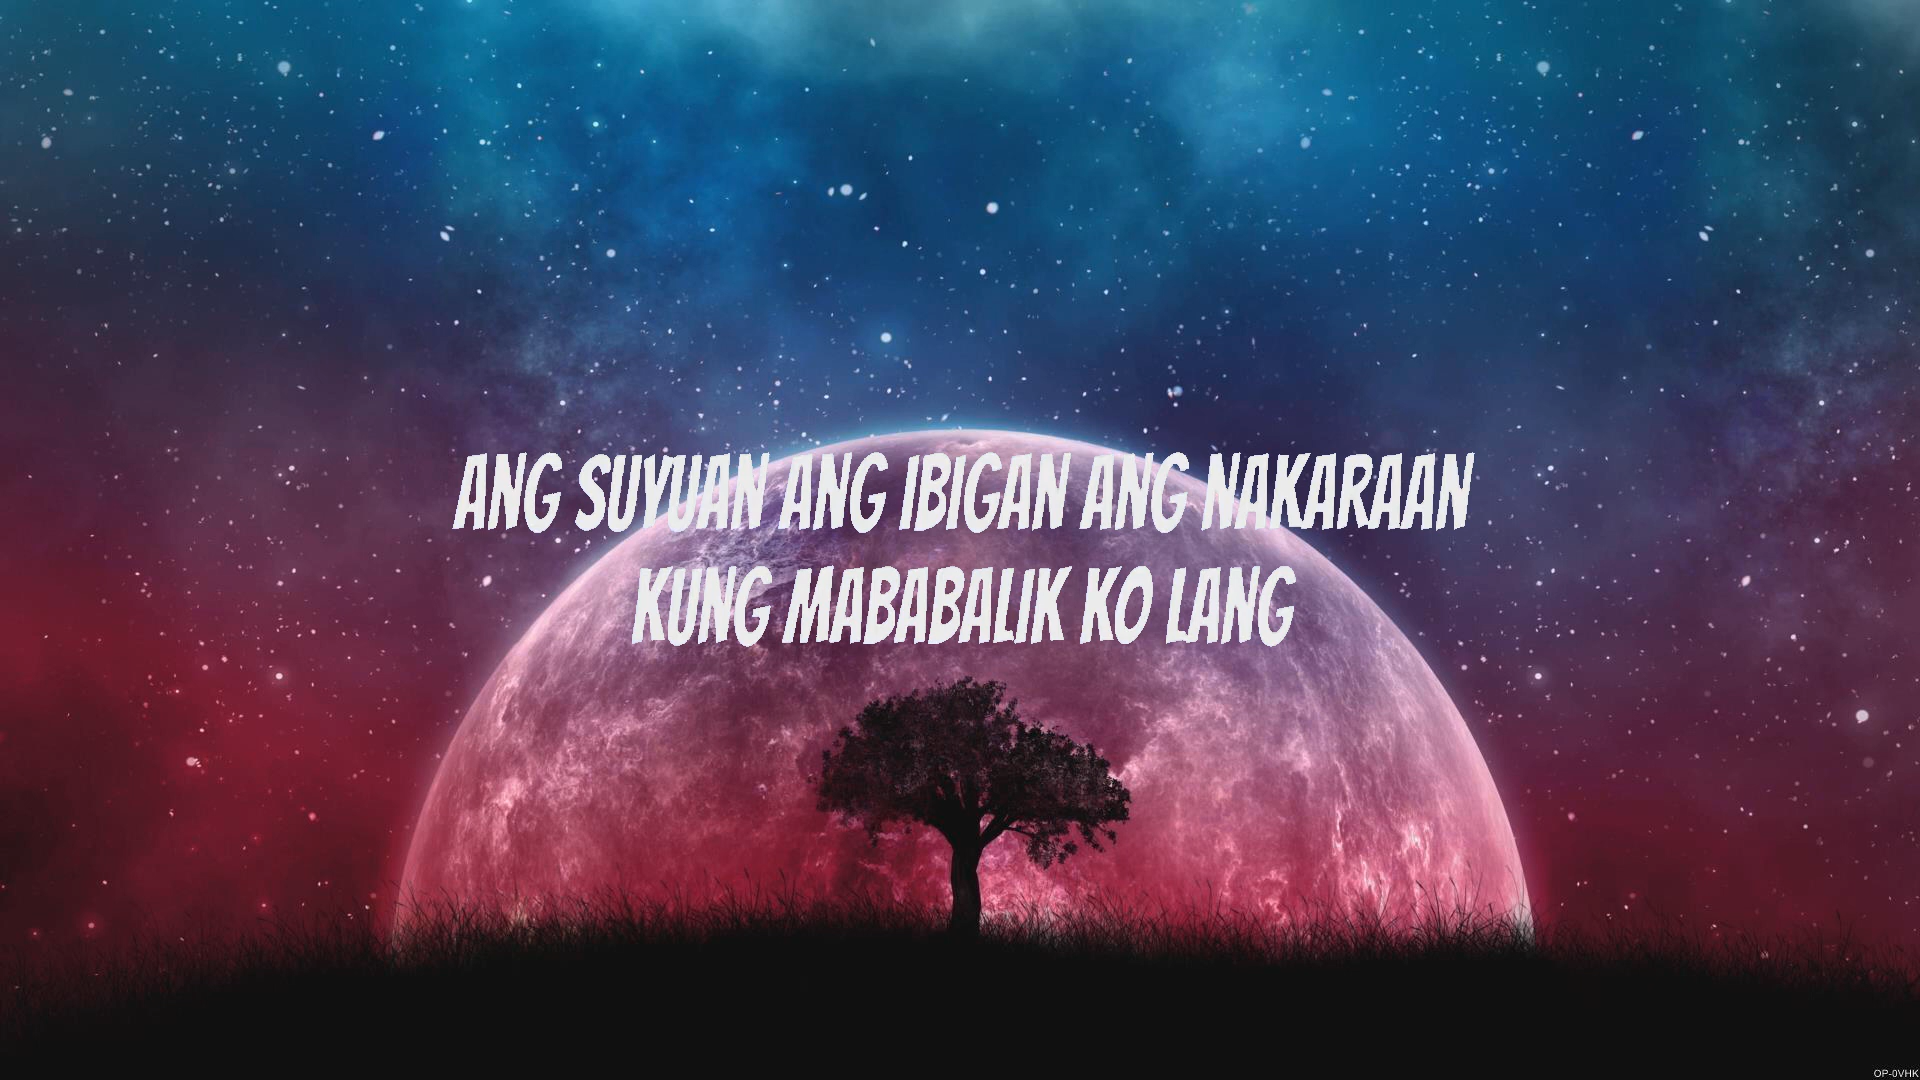 ANG SUYUAN ANG IBIGAN ANG NAKARAAN
KUNG MABABALIK KO LANG
OP-0VHK